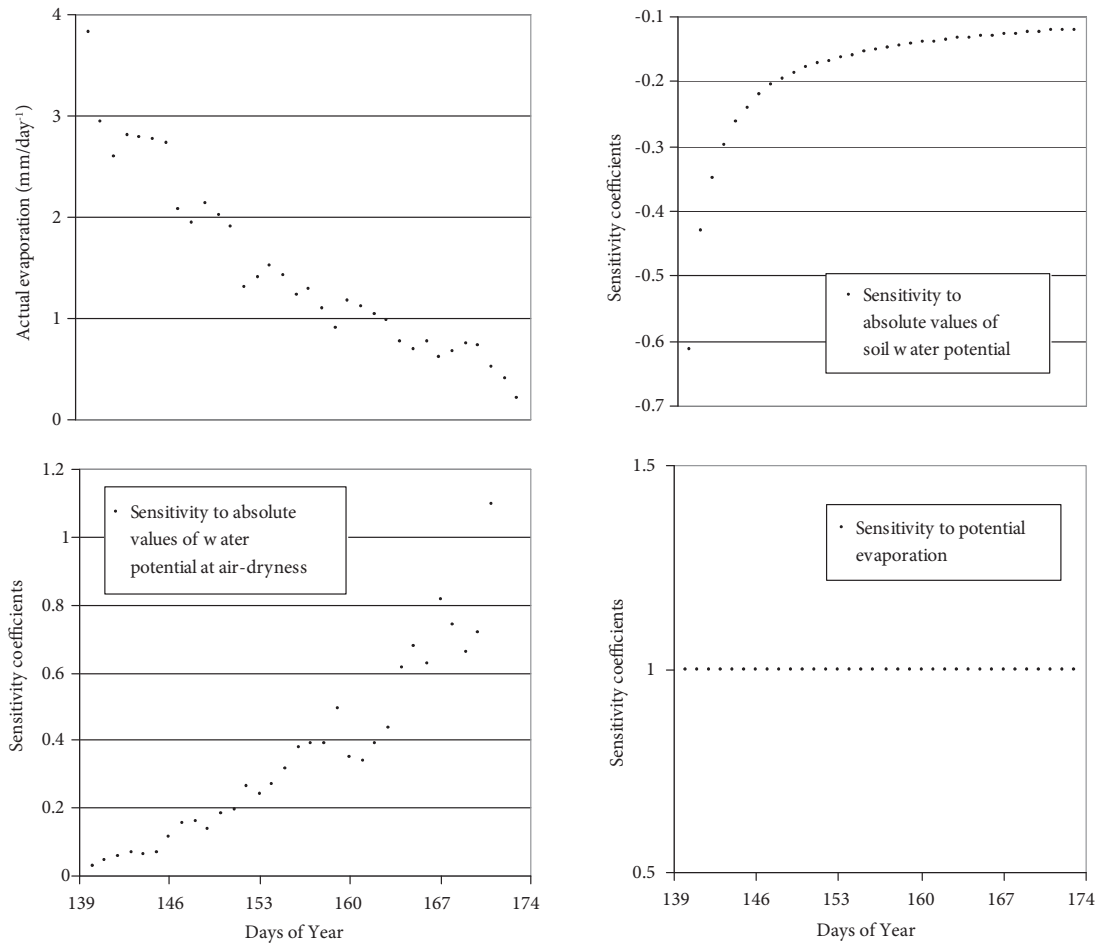 4
3
2
1
0
Actual evaporation (mm/day⁻¹)
-0.1
-0.2
-0.3
-0.4
-0.5
-0.6
-0.7
Sensitivity coefficients
Sensitivity to
absolute values of
soil water potential
1.2
1
0.8
0.6
0.4
0.2
0
Sensitivity coefficients
Sensitivity to absolute
values of water
potential at air-dryness
139 146 153 160 167 174
Days of Year
1.5
1
0.5
Sensitivity coefficients
Sensitivity to potential
evaporation
139 146 153 160 167 174
Days of Year